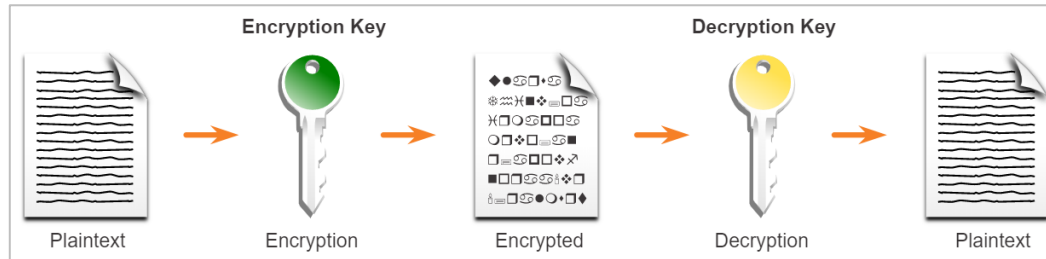 Encryption Key
Decryption Key
Plaintext
Encryption
Encrypted
Decryption
Plaintext